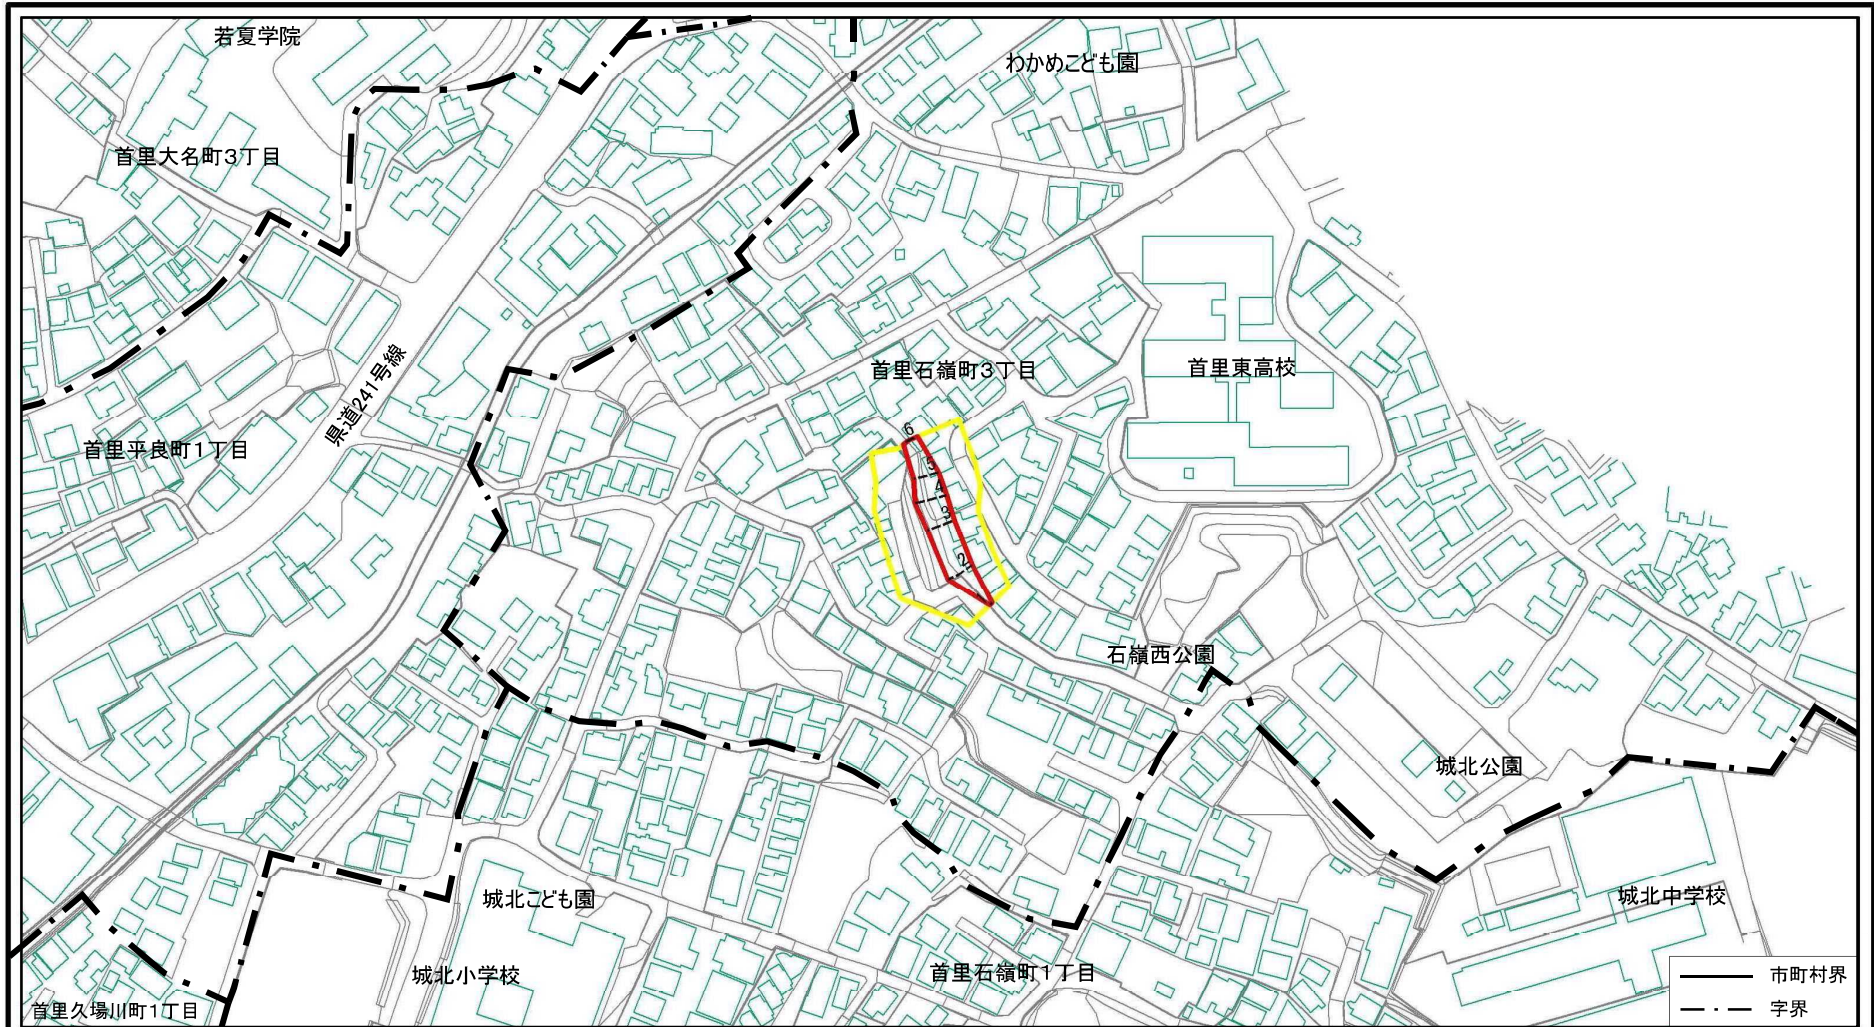 若夏学院
わかめこども園
首里大名町3丁目
首里石嶺町3丁目
首里東高校
県道241号線
首里平良町1丁目
6
5
4
3
2
石嶺西公園
城北公園
城北こども園
城北中学校
城北小学校
首里石嶺町1丁目
首里久場川町1丁目
市町村界
字界